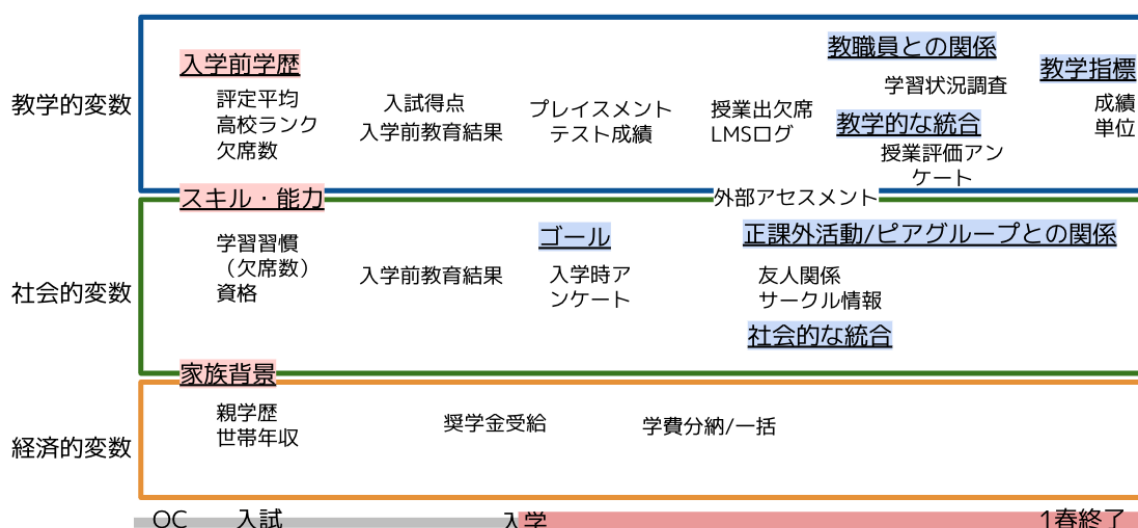 教学的変数
入学前学歴
評定平均
高校ランク
欠席数
入試得点
入学前教育結果
プレイスメント
テスト成績
授業出欠席
LMSログ
教職員との関係
学習状況調査
教学的な統合
授業評価アン
ケート
教学指標
成績
単位
外部アセスメント
社会的変数
スキル・能力
学習習慣
（欠席数）
資格
入学前教育結果
ゴール
入学時ア
ンケート
正課外活動/ピアグループとの関係
友人関係
サークル情報
社会的な統合
経済的変数
家族背景
親学歴
世帯年収
奨学金受給
学費分納/一括
OC
入試
入学
1春終了